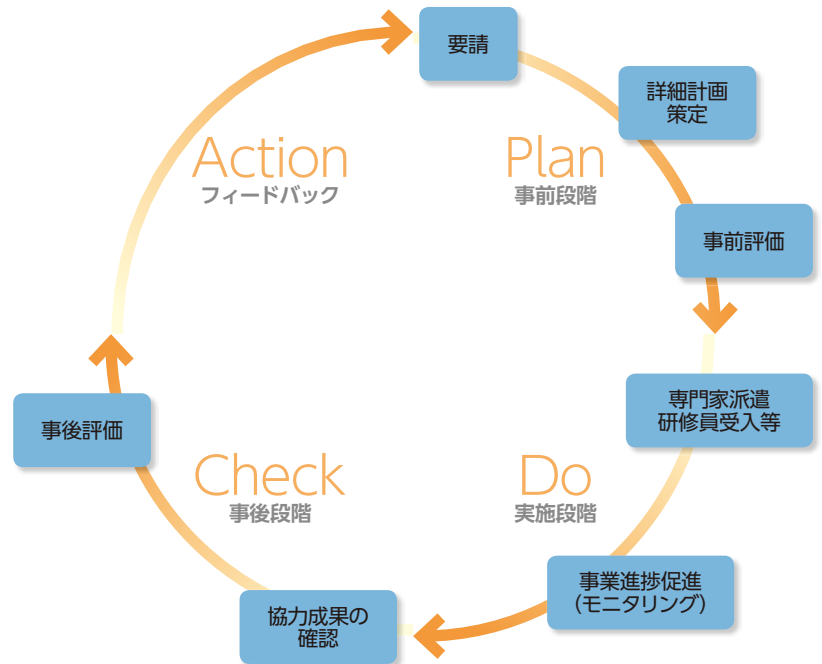 要請
詳細計画
策定
Action
フィードバック
Plan
事前段階
事前評価
専門家派遣
研修員受入等
事後評価
Check
事後段階
Do
実施段階
事業進捗促進
(モニタリング)
協力成果の
確認